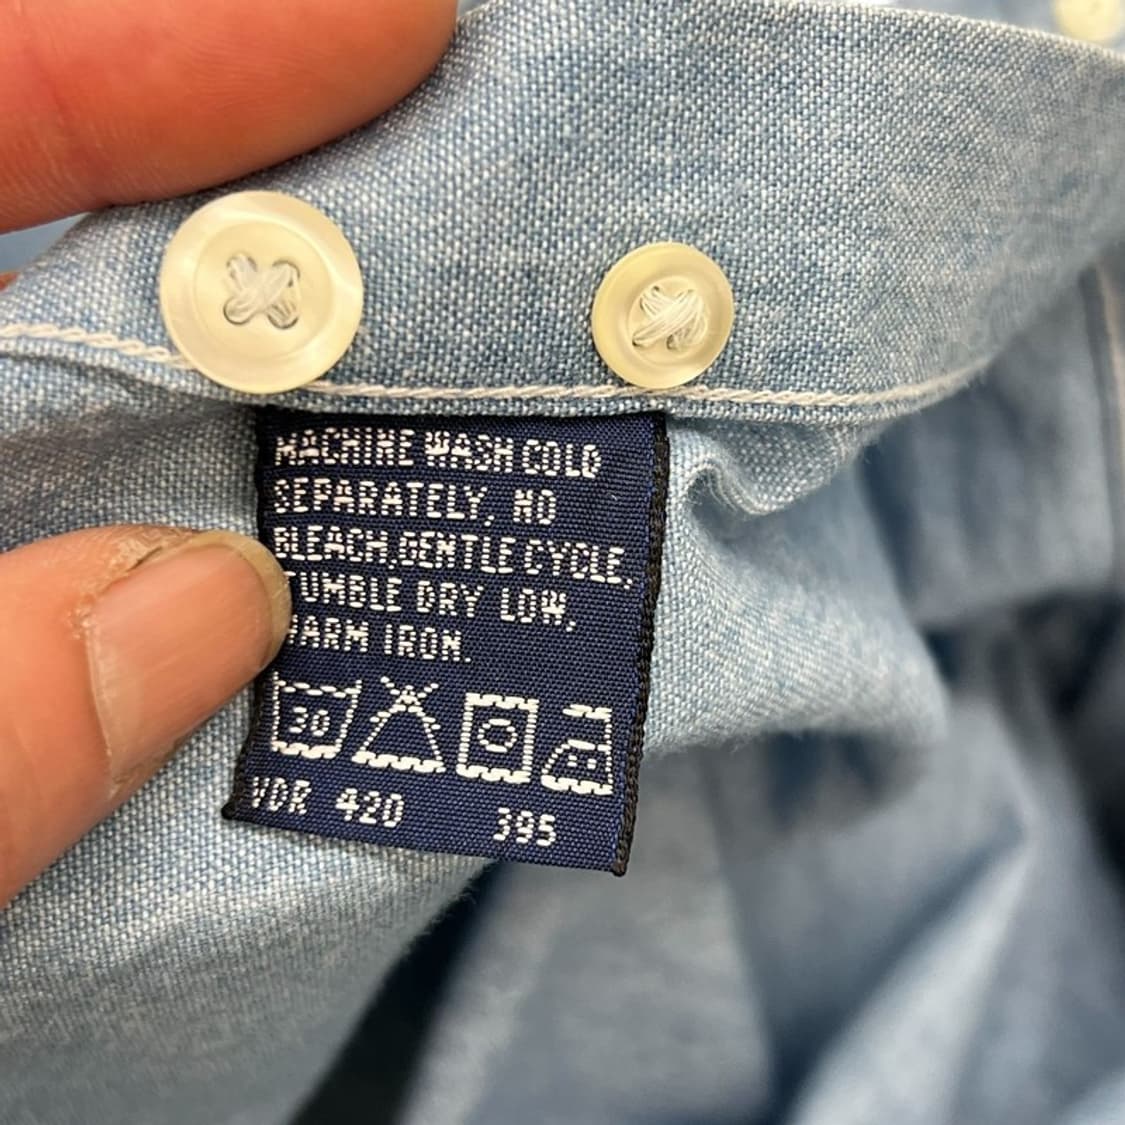 MACHINE WASH COLD
SEPARATELY, NO
BLEACH,GENTLE CYCLE,
TUMBLE DRY LOW,
WARM IRON.
30
VDR 420 395